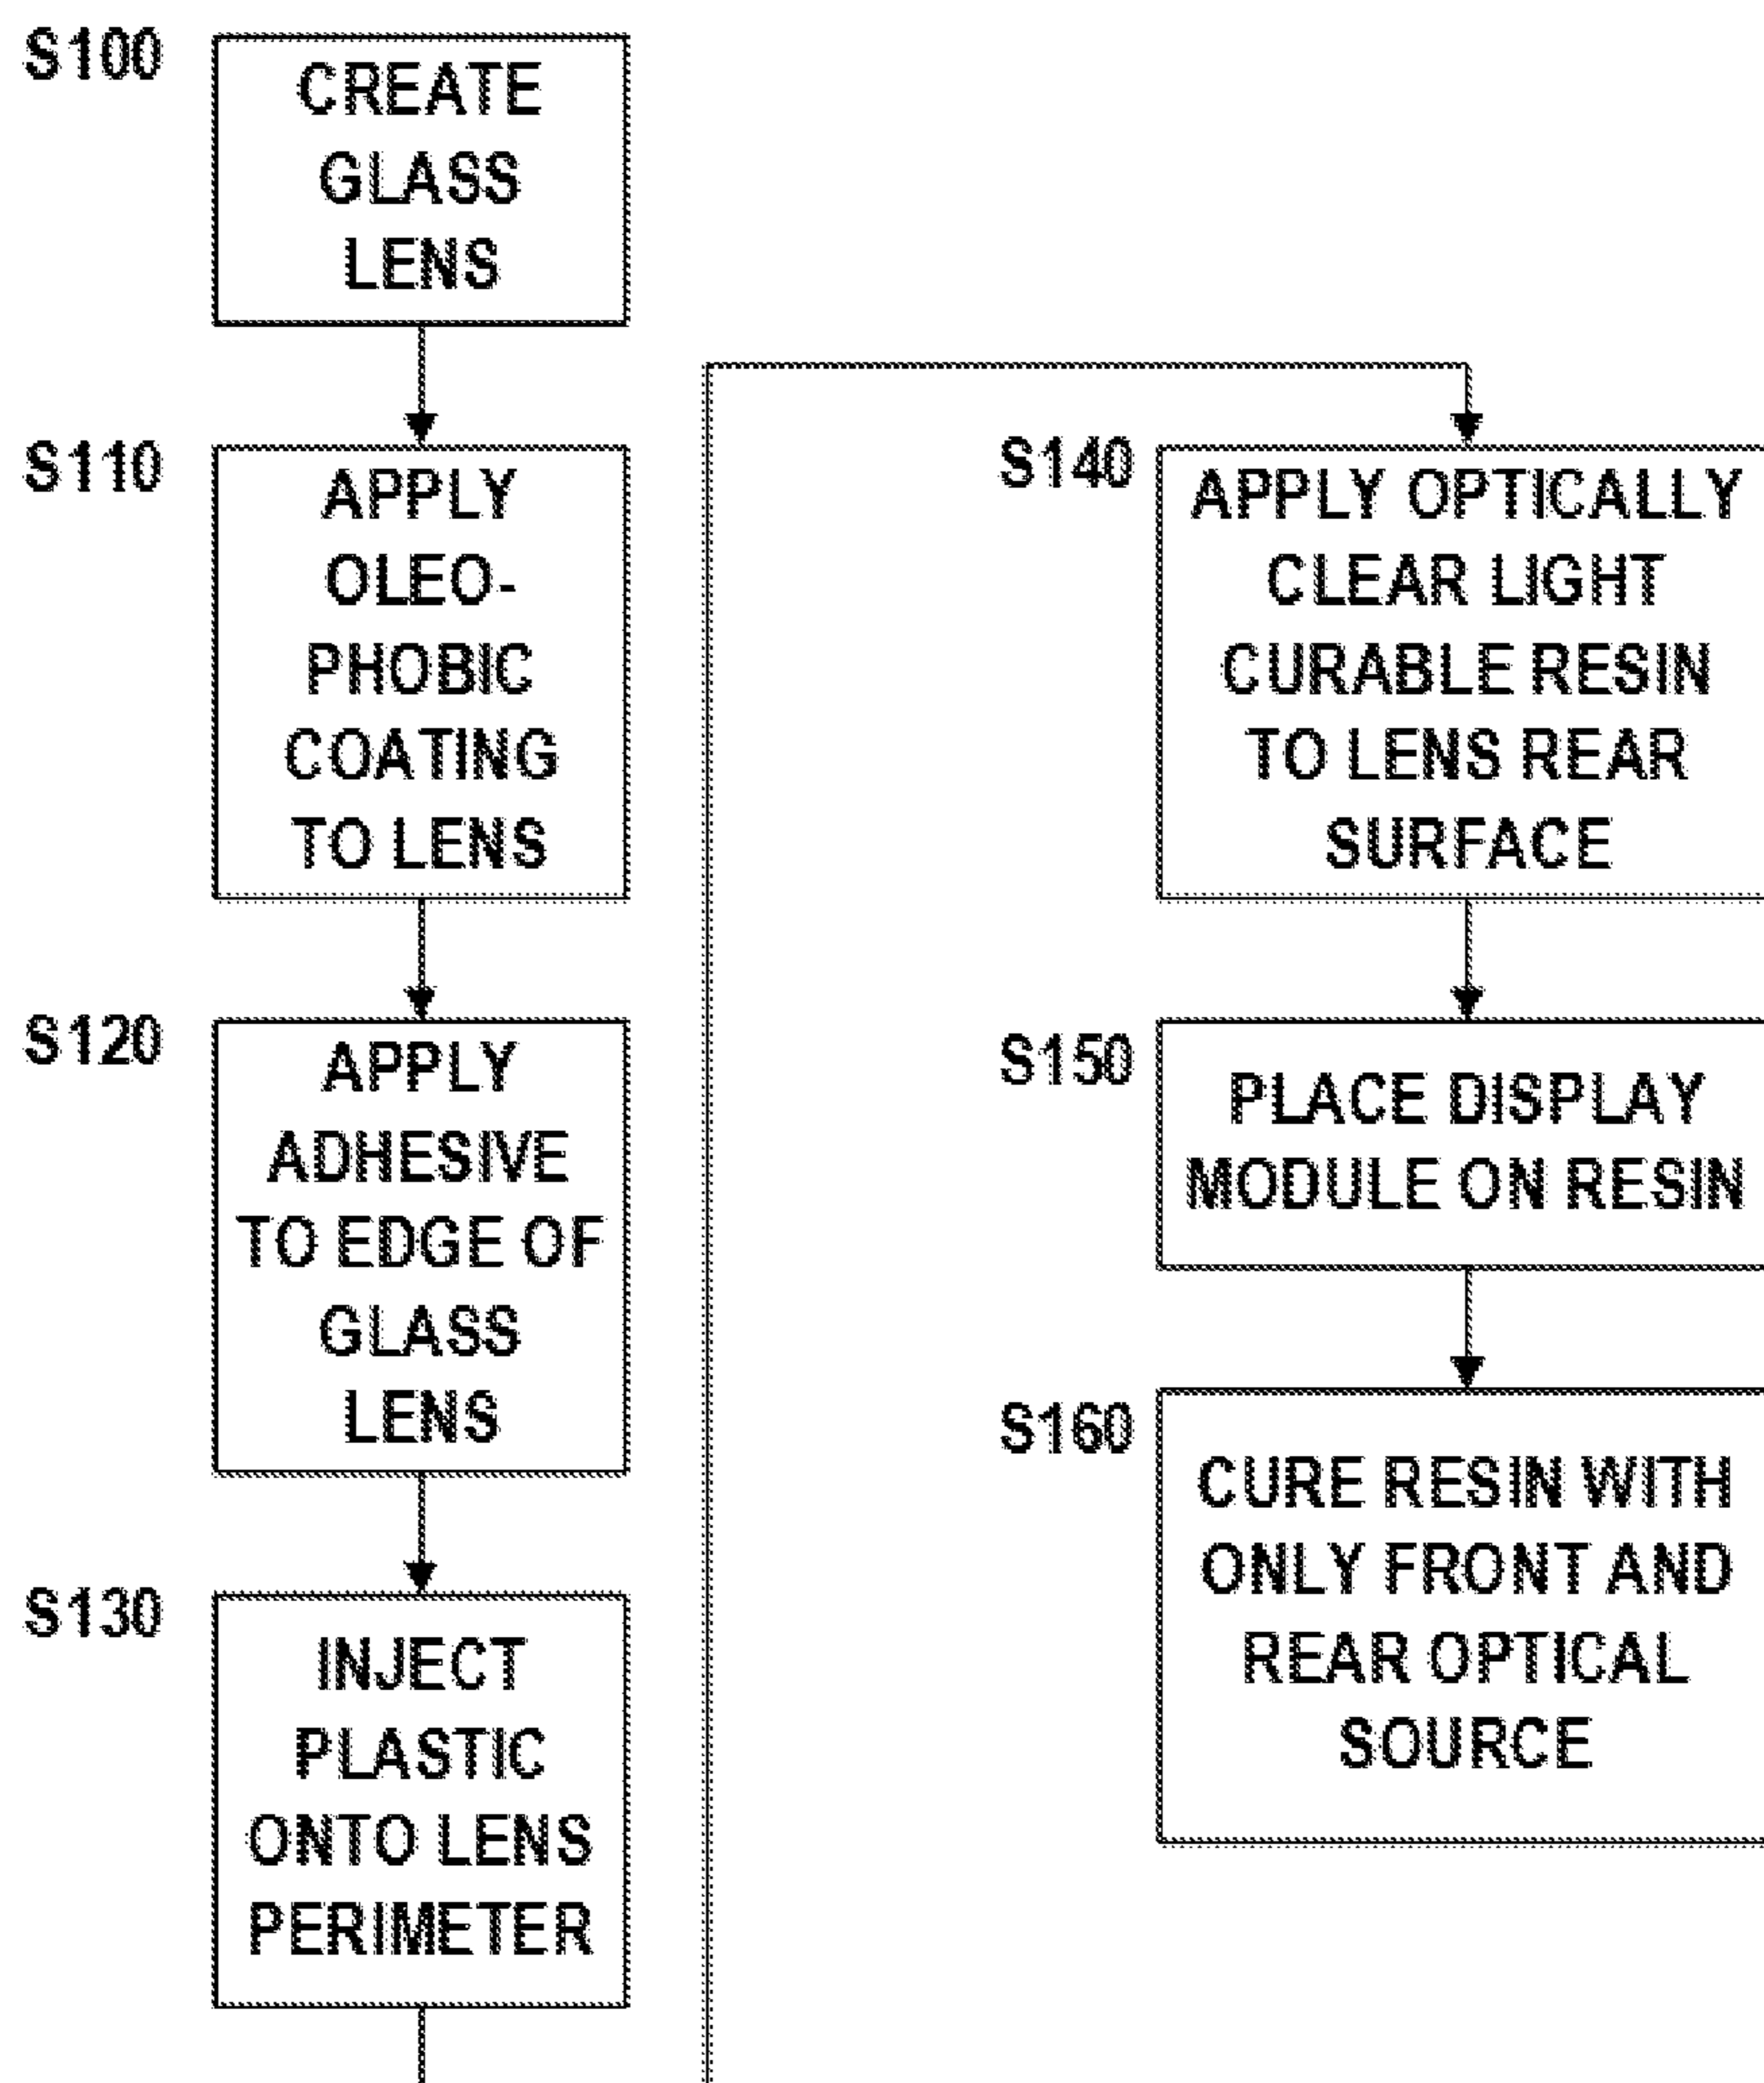 S100
CREATE
GLASS
LENS
S110
APPLY
OLEO-
PHOBIC
COATING
TO LENS
S120
APPLY
ADHESIVE
TO EDGE OF
GLASS
LENS
S130
INJECT
PLASTIC
ONTO LENS
PERIMETER
S140
APPLY OPTICALLY
CLEAR LIGHT
CURABLE RESIN
TO LENS REAR
SURFACE
S150
PLACE DISPLAY
MODULE ON RESIN
S160
CURE RESIN WITH
ONLY FRONT AND
REAR OPTICAL
SOURCE